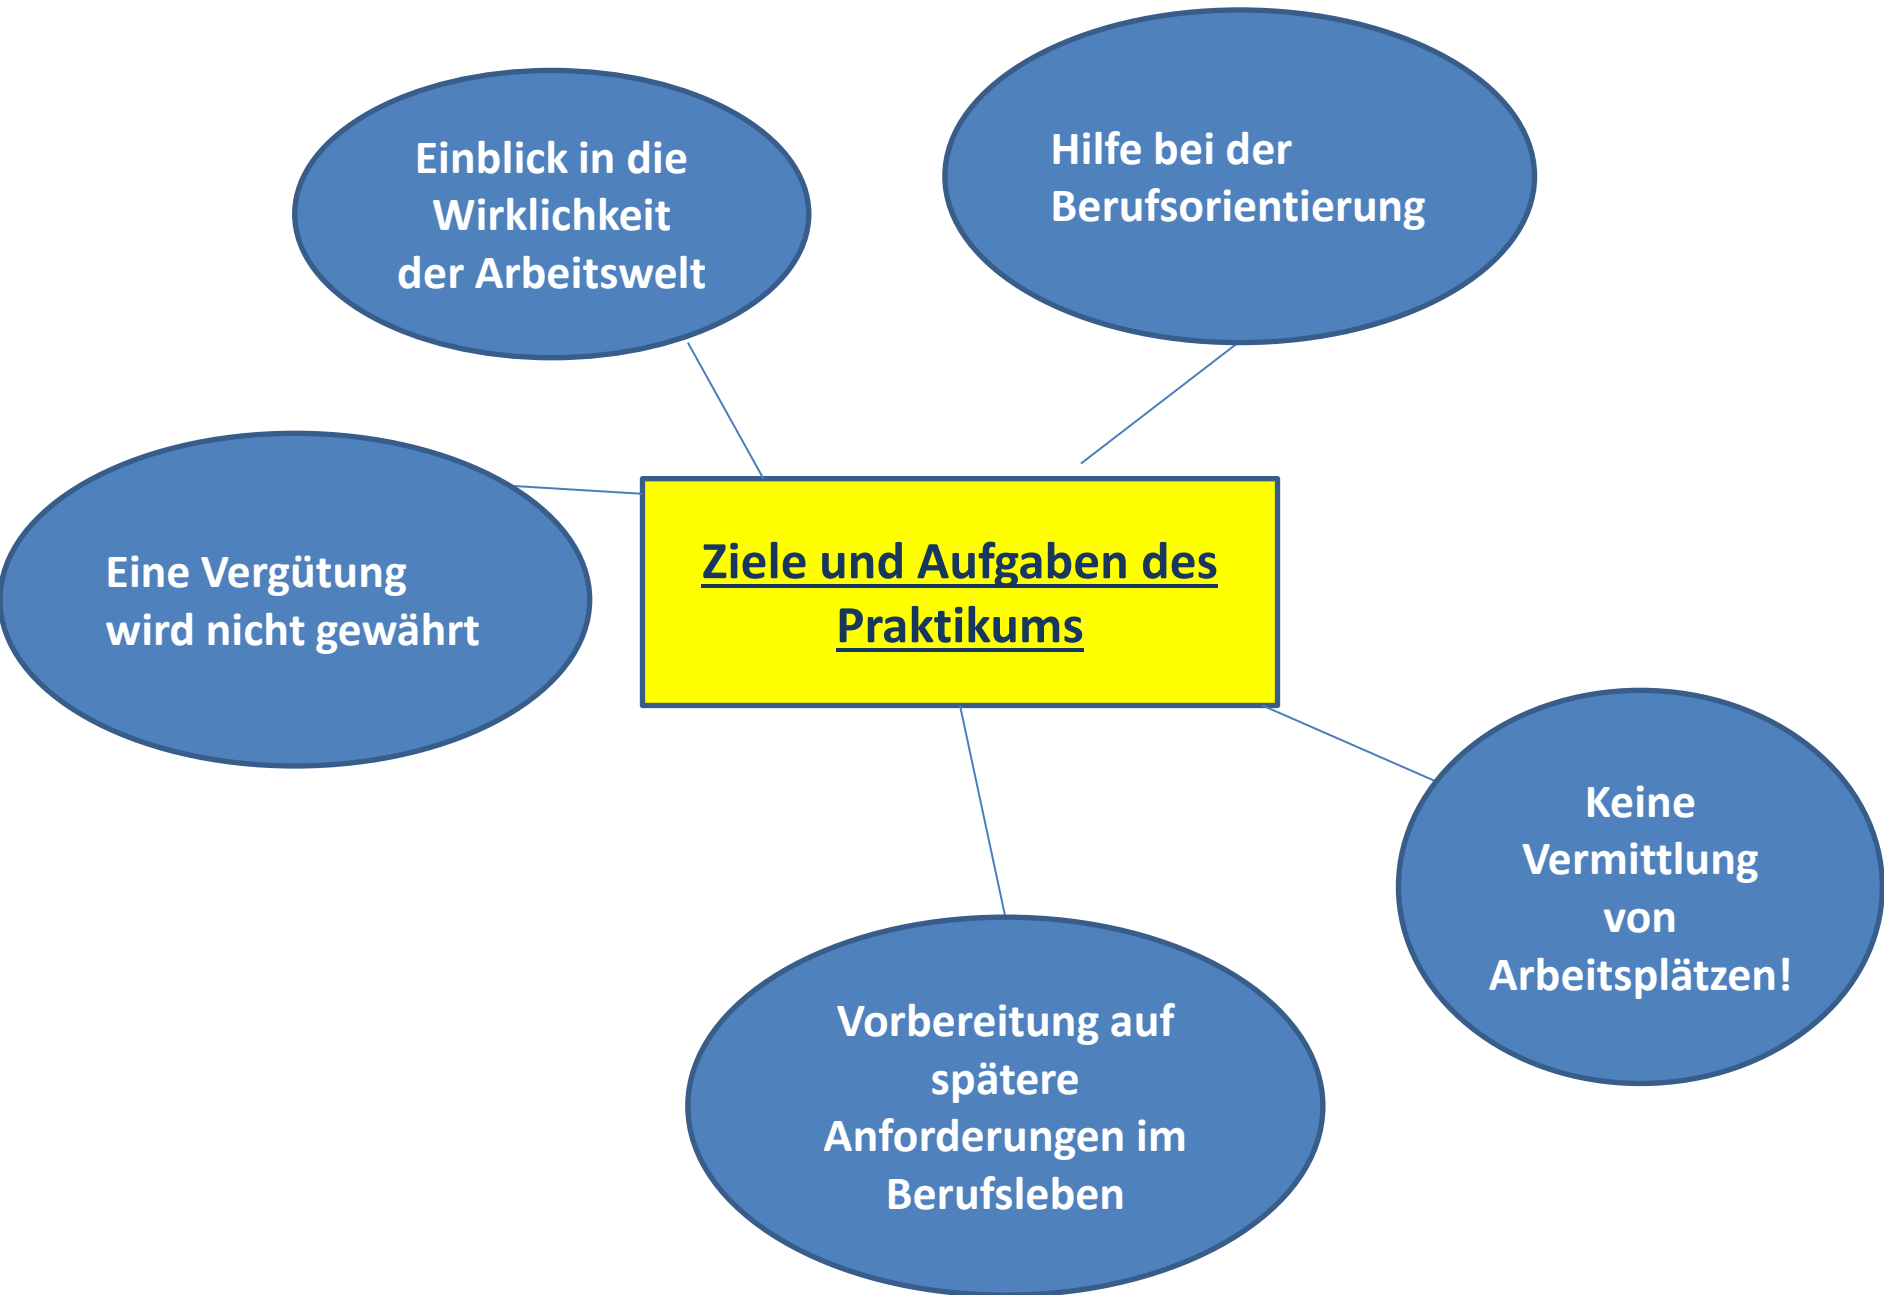 Einblick in die
Wirklichkeit
der Arbeitswelt
Hilfe bei der
Berufsorientierung
Eine Vergütung
wird nicht gewährt
Ziele und Aufgaben des
Praktikums
Keine
Vermittlung
von
Arbeitsplätzen!
Vorbereitung auf
spätere
Anforderungen im
Berufsleben